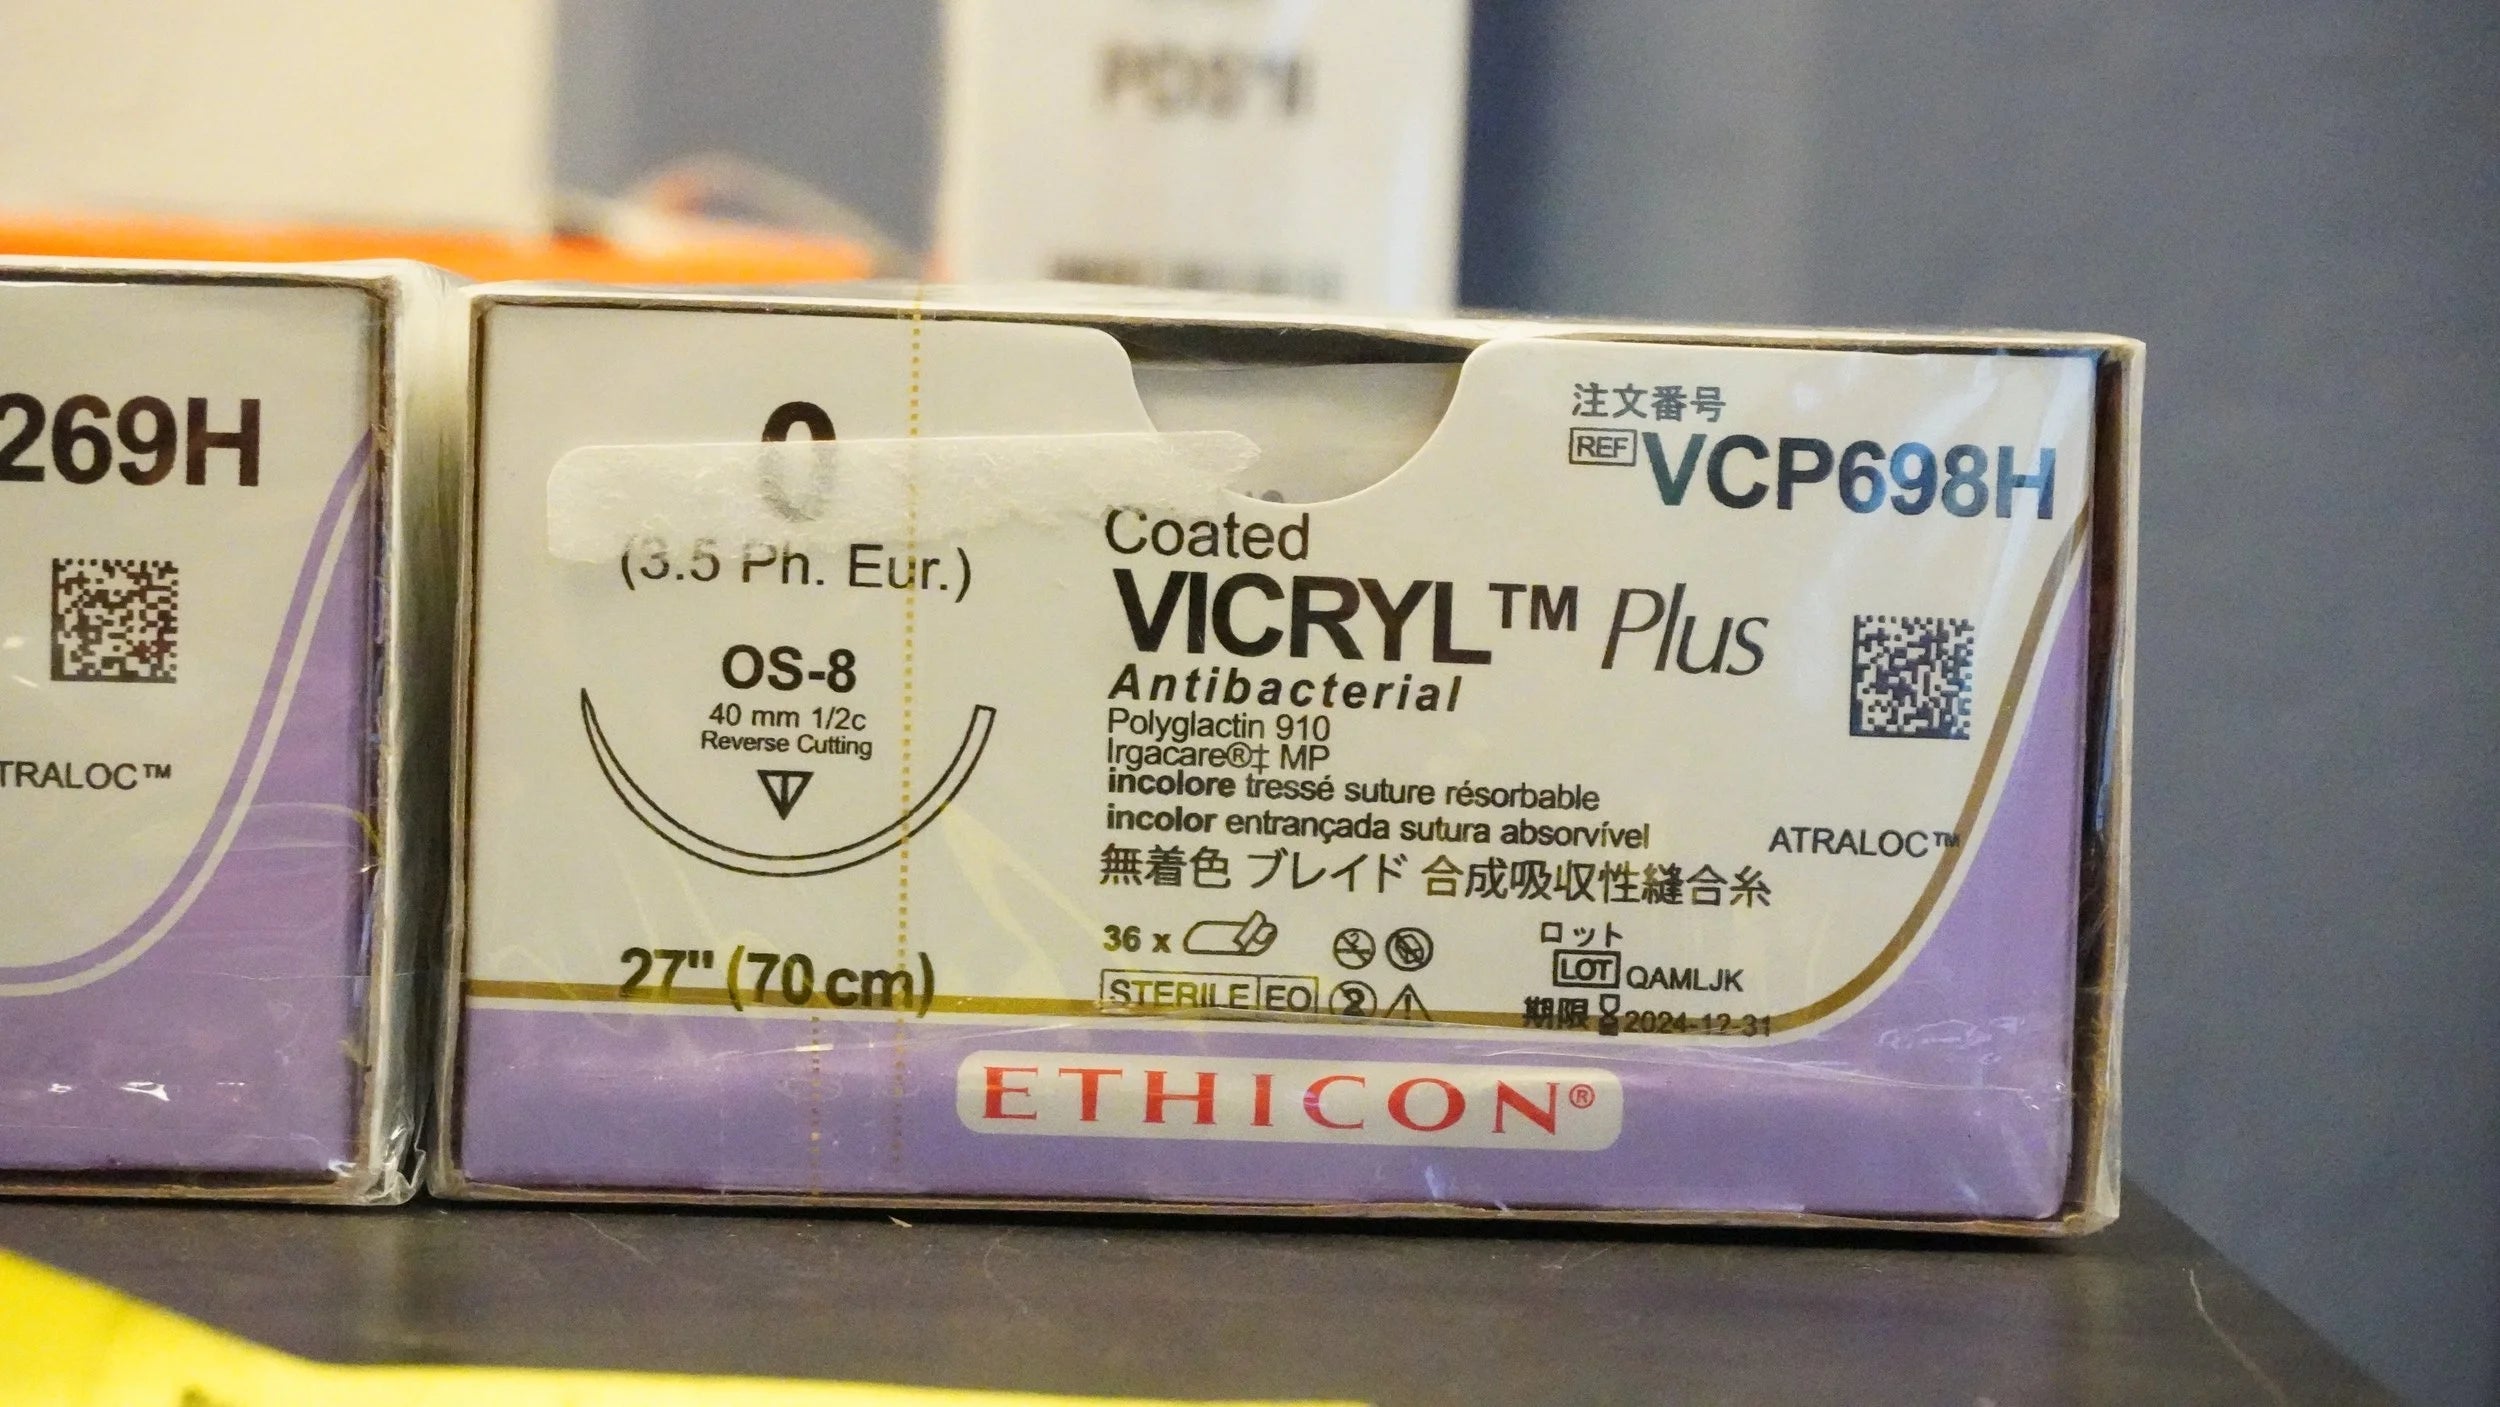 PDS*II
269H
TRALOC™
0
(3.5 Ph. Eur.)
OS-8
40 mm 1/2c
Reverse Cutting
27" (70 cm)
注文番号
REF VCP698H
Coated
VICRYL™ Plus
Antibacterial
Polyglactin 910
Irgacare®‡ MP
incolore tressé suture résorbable
incolor entrançada sutura absorvível
無着色 ブレイド 合成吸収性縫合糸
ATRALOC™
36 x
2
STERILE EO
ロット
LOT QAMLJK
期限 2024-12-31
ETHICON®